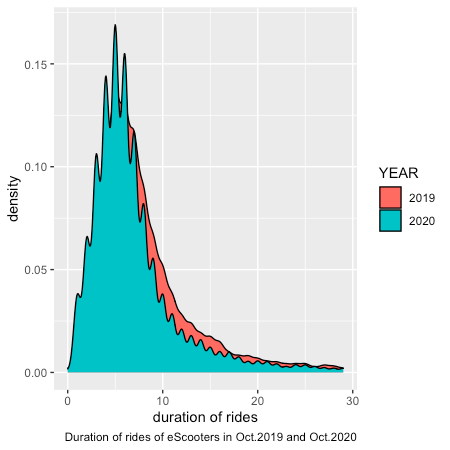 0.15
0.10
0.05
0.00
density
0
10
20
30
duration of rides
Duration of rides of eScooters in Oct.2019 and Oct.2020
YEAR
2019
2020